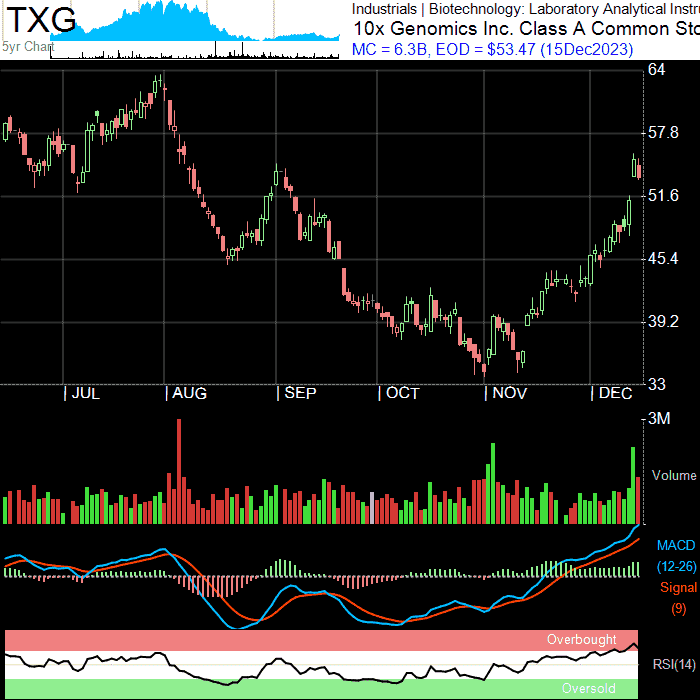 TXG
5yr Chart
Industrials | Biotechnology: Laboratory Analytical Instru
10x Genomics Inc. Class A Common Sto
MC = 6.3B, EOD = $53.47 (15Dec2023)
64
57.8
51.6
45.4
39.2
33
| JUL | AUG | SEP | OCT | NOV | DEC
3M
Volume
MACD
(12-26)
Signal
(9)
Overbought
RSI(14)
Oversold